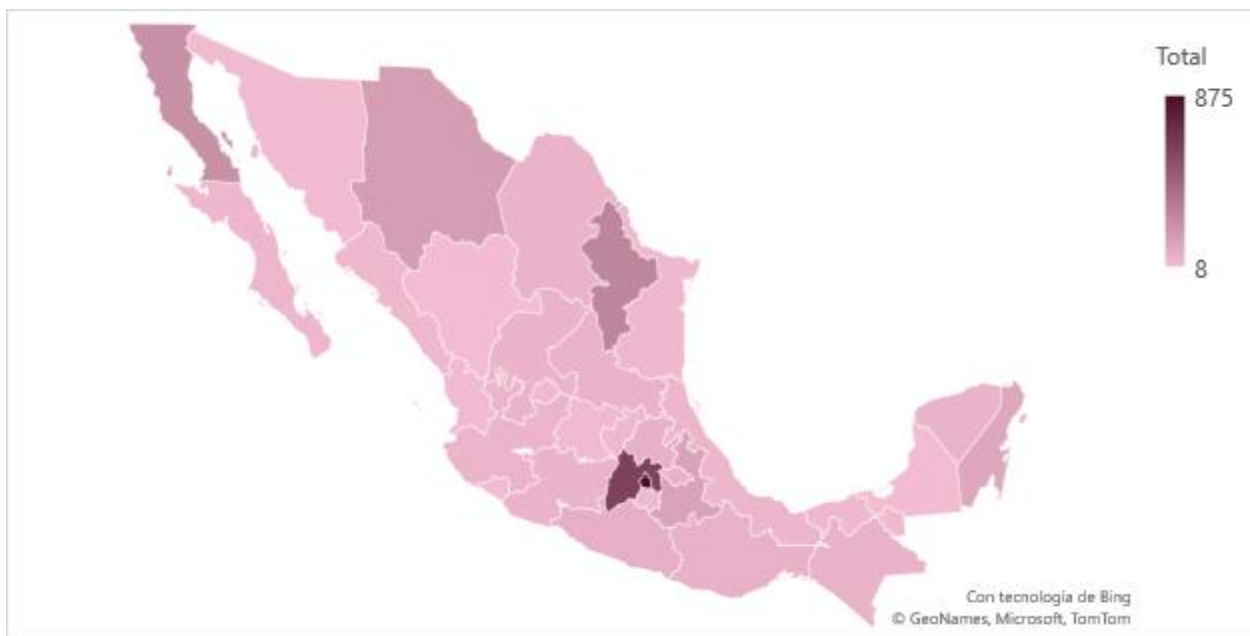 Total
875
8
Con tecnología de Bing
© GeoNames, Microsoft, TomTom